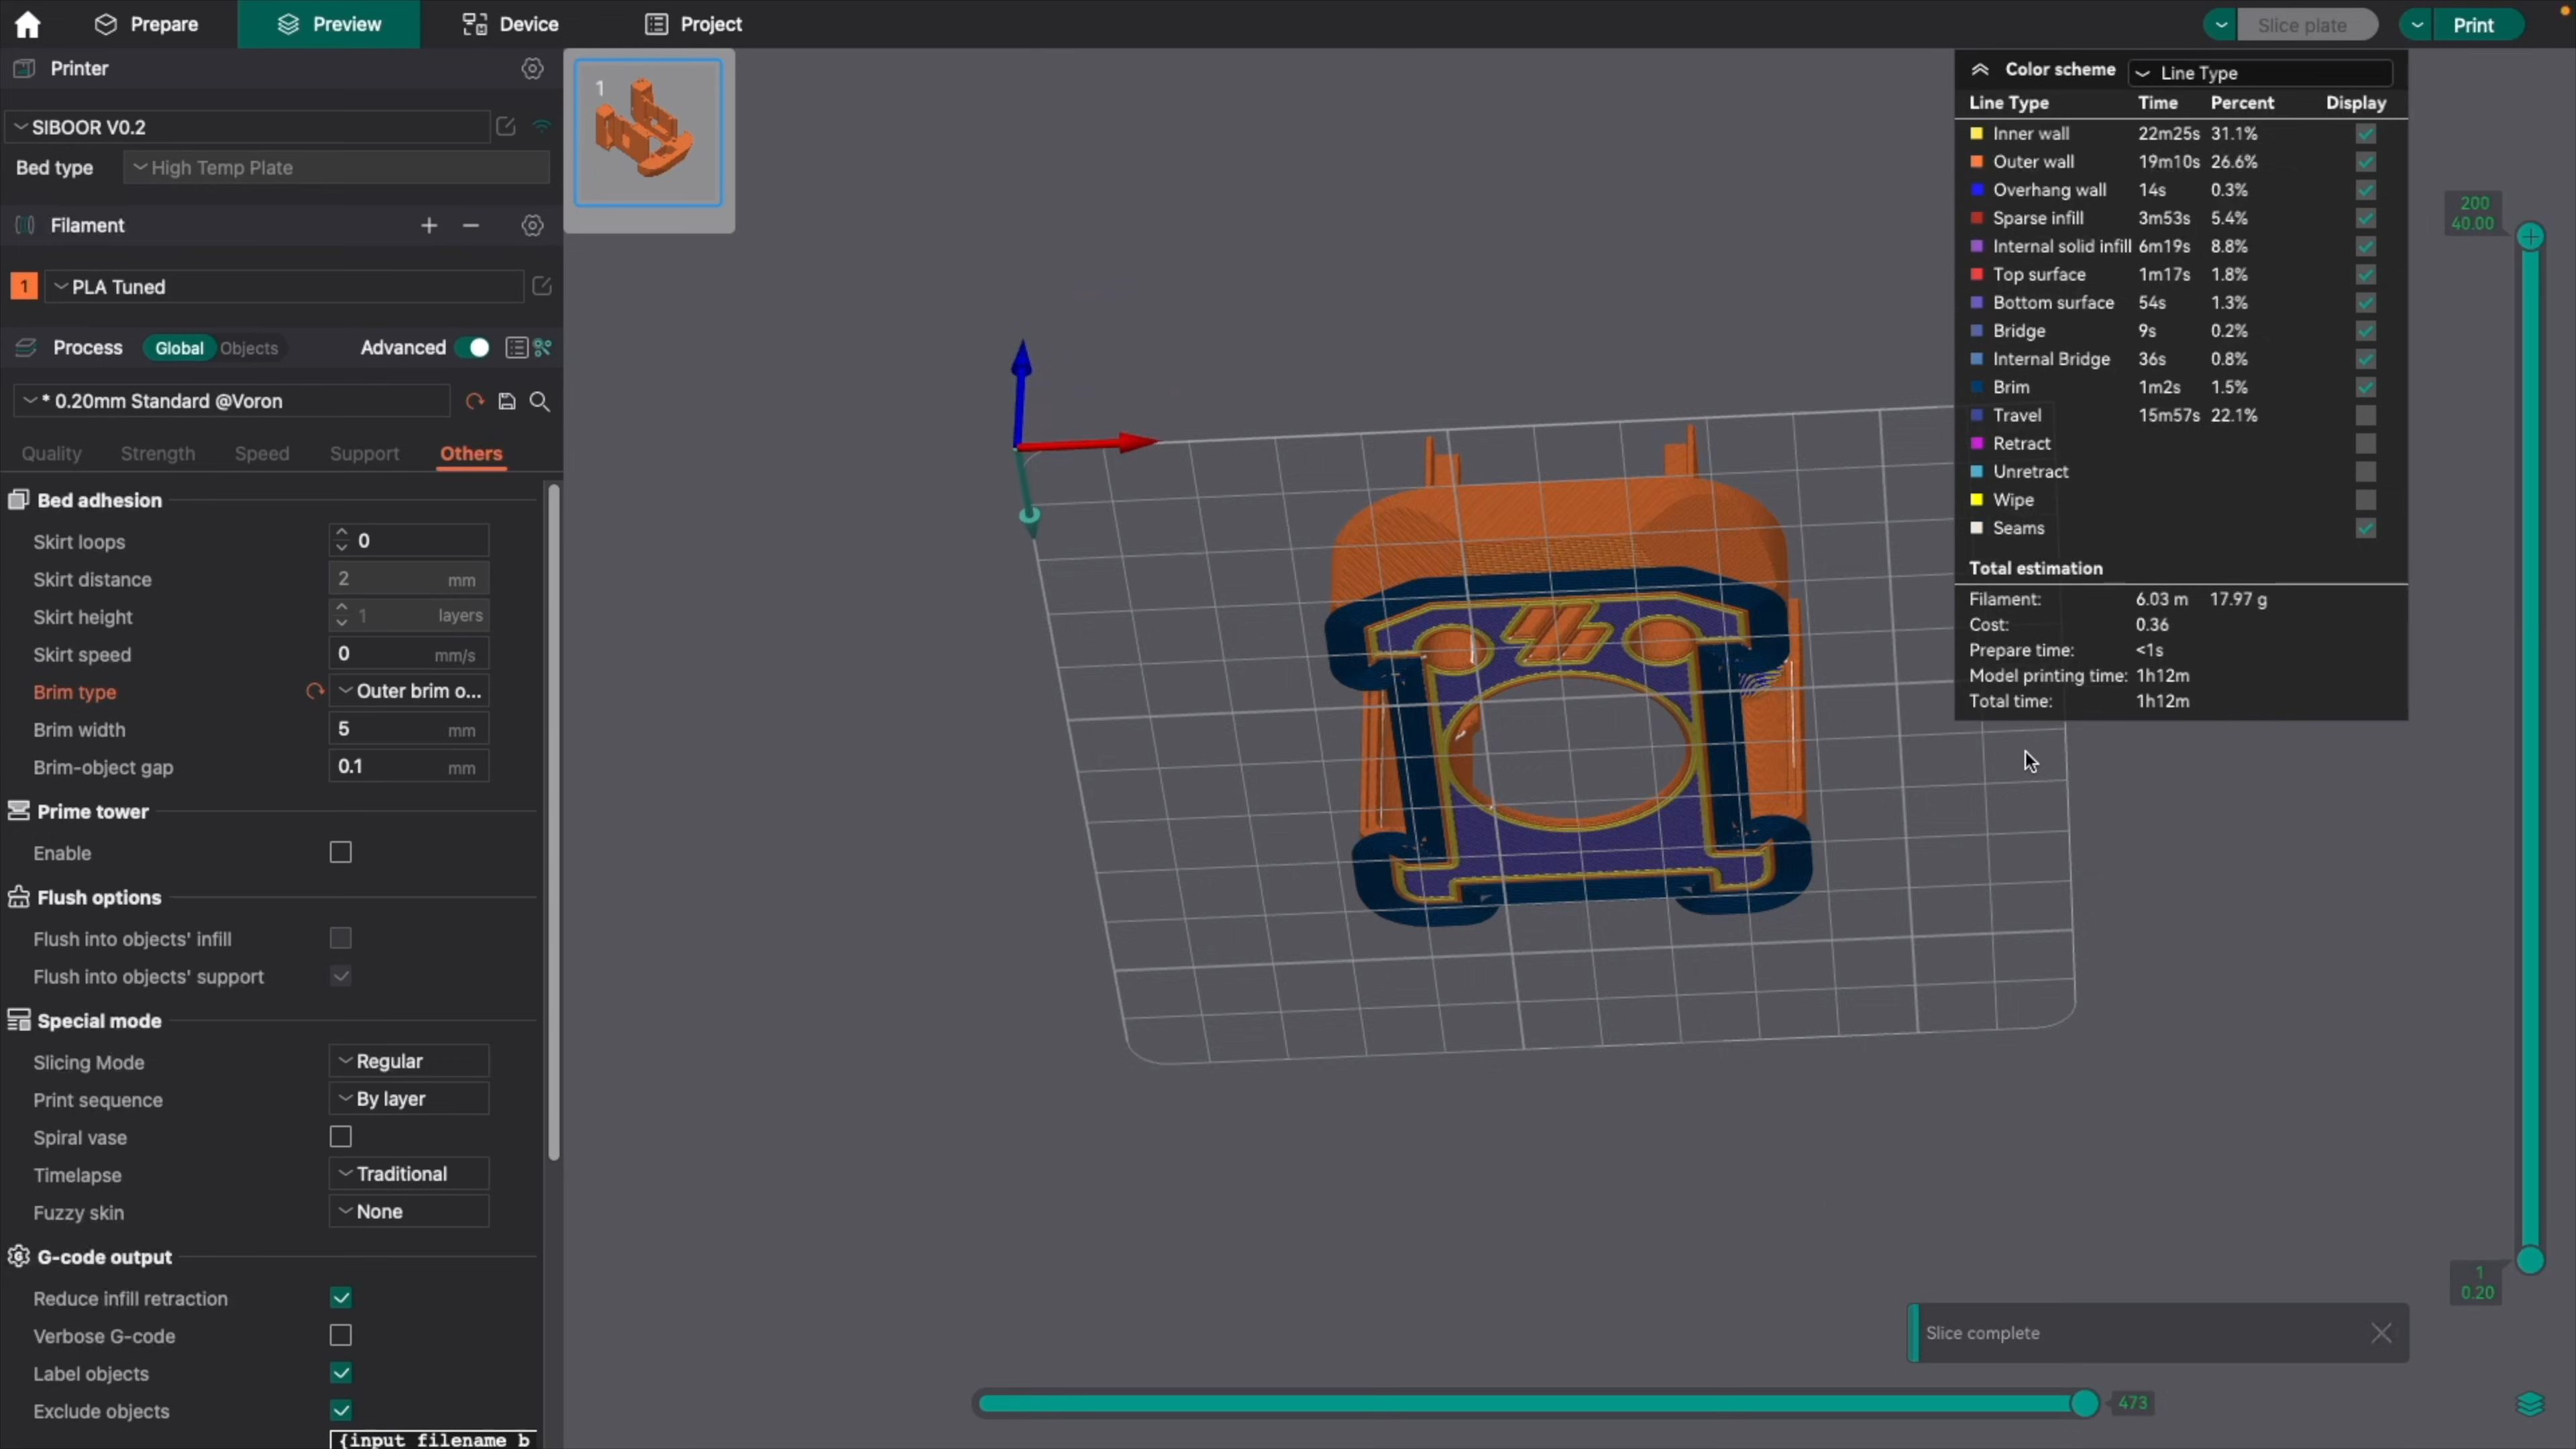 Prepare
Preview
Device
Project
Slice plate
Print
Printer
SIBOOR V0.2
Bed type
High Temp Plate
Filament
1
PLA Tuned
Process
Global
Objects
Advanced
* 0.20mm Standard @Voron
Quality
Strength
Speed
Support
Others
Bed adhesion
Skirt loops
0
Skirt distance
2 mm
Skirt height
1 layers
Skirt speed
0 mm/s
Brim type
Outer brim o...
Brim width
5 mm
Brim-object gap
0.1 mm
Prime tower
Enable
Flush options
Flush into objects' infill
Flush into objects' support
Special mode
Slicing Mode
Regular
Print sequence
By layer
Spiral vase
Timelapse
Traditional
Fuzzy skin
None
G-code output
Reduce infill retraction
Verbose G-code
Label objects
Exclude objects
{input filename b
1
Color scheme
Line Type
Line Type Time Percent Display
Inner wall 22m25s 31.1%
Outer wall 19m10s 26.6%
Overhang wall 14s 0.3%
Sparse infill 3m53s 5.4%
Internal solid infill 6m19s 8.8%
Top surface 1m17s 1.8%
Bottom surface 54s 1.3%
Bridge 9s 0.2%
Internal Bridge 36s 0.8%
Brim 1m2s 1.5%
Travel 15m57s 22.1%
Retract
Unretract
Wipe
Seams
Total estimation
Filament: 6.03 m 17.97 g
Cost: 0.36
Prepare time: <1s
Model printing time: 1h12m
Total time: 1h12m
200
40.00
1
0.20
Slice complete
473